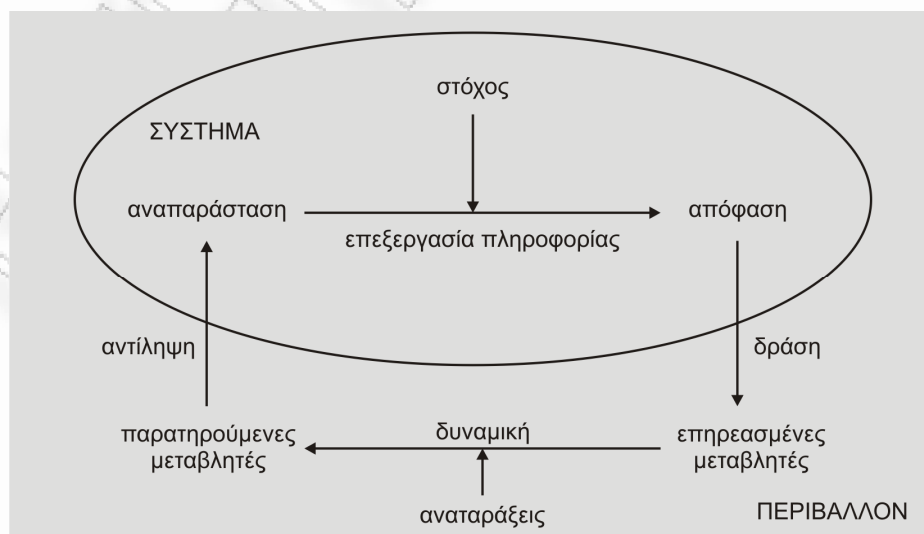 στόχος
ΣΥΣΤΗΜΑ
αναπαράσταση
απόφαση
επεξεργασία πληροφορίας
αντίληψη
δράση
παρατηρούμενες
μεταβλητές
δυναμική
επηρεασμένες
μεταβλητές
αναταράξεις
ΠΕΡΙΒΑΛΛΟΝ